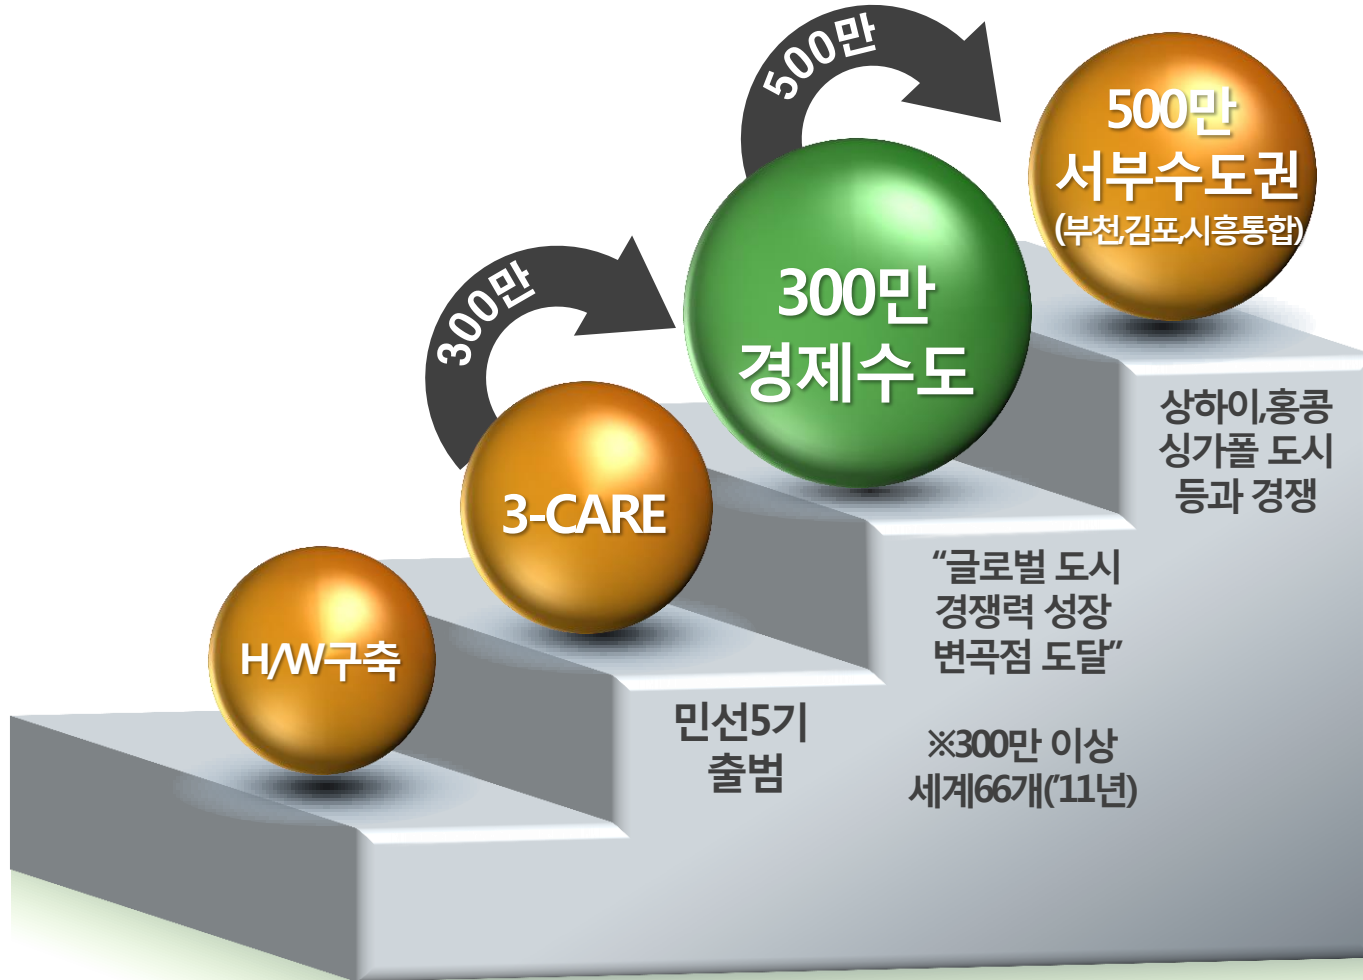 H/W구축
300만
3-CARE
민선5기
출범
500만
300만
경제수도
“글로벌 도시
경쟁력 성장
변곡점 도달”
※300만 이상
세계66개('11년)
500만
서부수도권
(부천,김포,시흥통합)
상하이,홍콩
싱가폴 도시
등과 경쟁